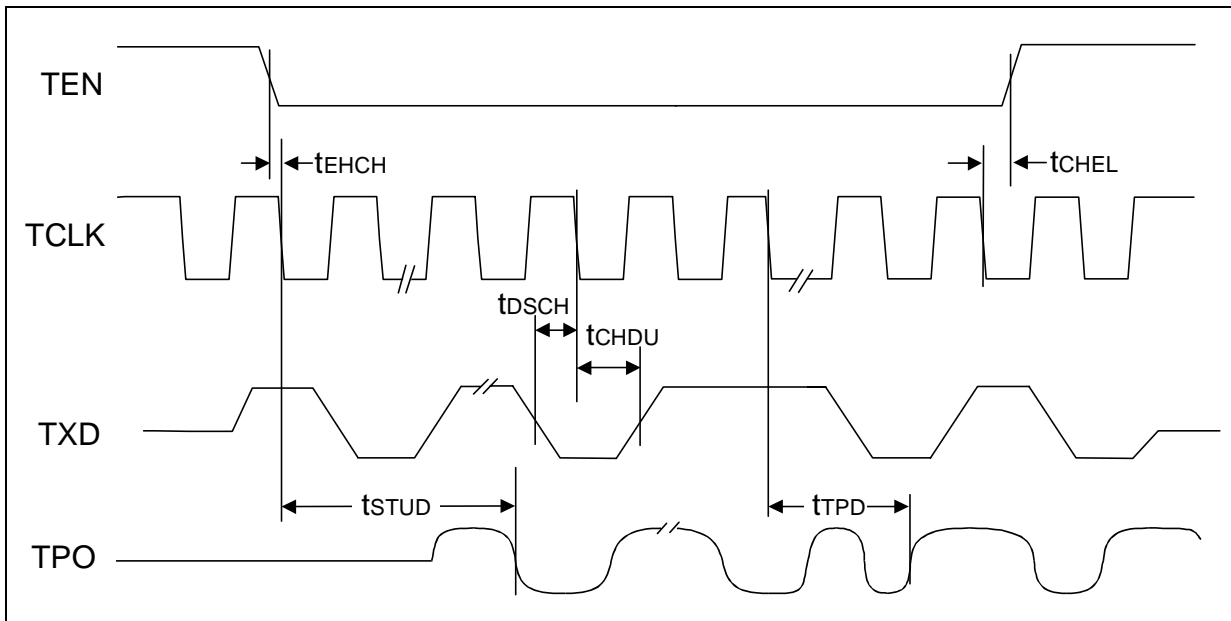 TEN
tEHCH
tCHEL
TCLK
tDSCH
tCHDU
TXD
tSTUD
tTPD
TPO